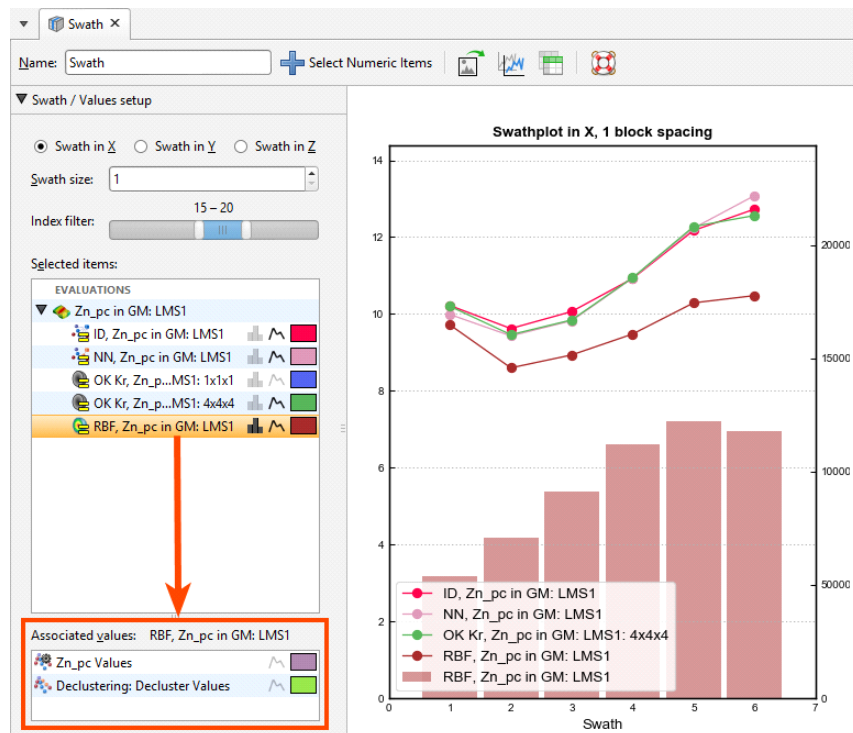 Swath
Name: Swath Select Numeric Items
Swath / Values setup
Swath in X Swath in Y Swath in Z
Swath size: 1
Index filter: 15 – 20
Selected items:
EVALUATIONS
Zn_pc in GM: LMS1
ID, Zn_pc in GM: LMS1
NN, Zn_pc in GM: LMS1
OK Kr, Zn_p...MS1: 1x1x1
OK Kr, Zn_p...MS1: 4x4x4
RBF, Zn_pc in GM: LMS1
Associated values: RBF, Zn_pc in GM: LMS1
Zn_pc Values
Declustering: Decluster Values
Swathplot in X, 1 block spacing
14
12
10
8
6
4
2
0
20000
15000
10000
50000
0
ID, Zn_pc in GM: LMS1
NN, Zn_pc in GM: LMS1
OK Kr, Zn_pc in GM: LMS1: 4x4x4
RBF, Zn_pc in GM: LMS1
RBF, Zn_pc in GM: LMS1
0 1 2 3 4 5 6 7
Swath